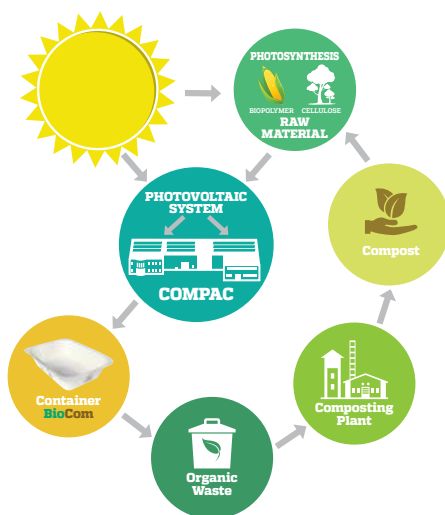 PHOTOSYNTHESIS
BIOPOLYMER CELLULOSE
RAW
MATERIAL
PHOTOVOLTAIC
SYSTEM
COMPAC
Compost
Container
BioCom
Composting
Plant
Organic
Waste